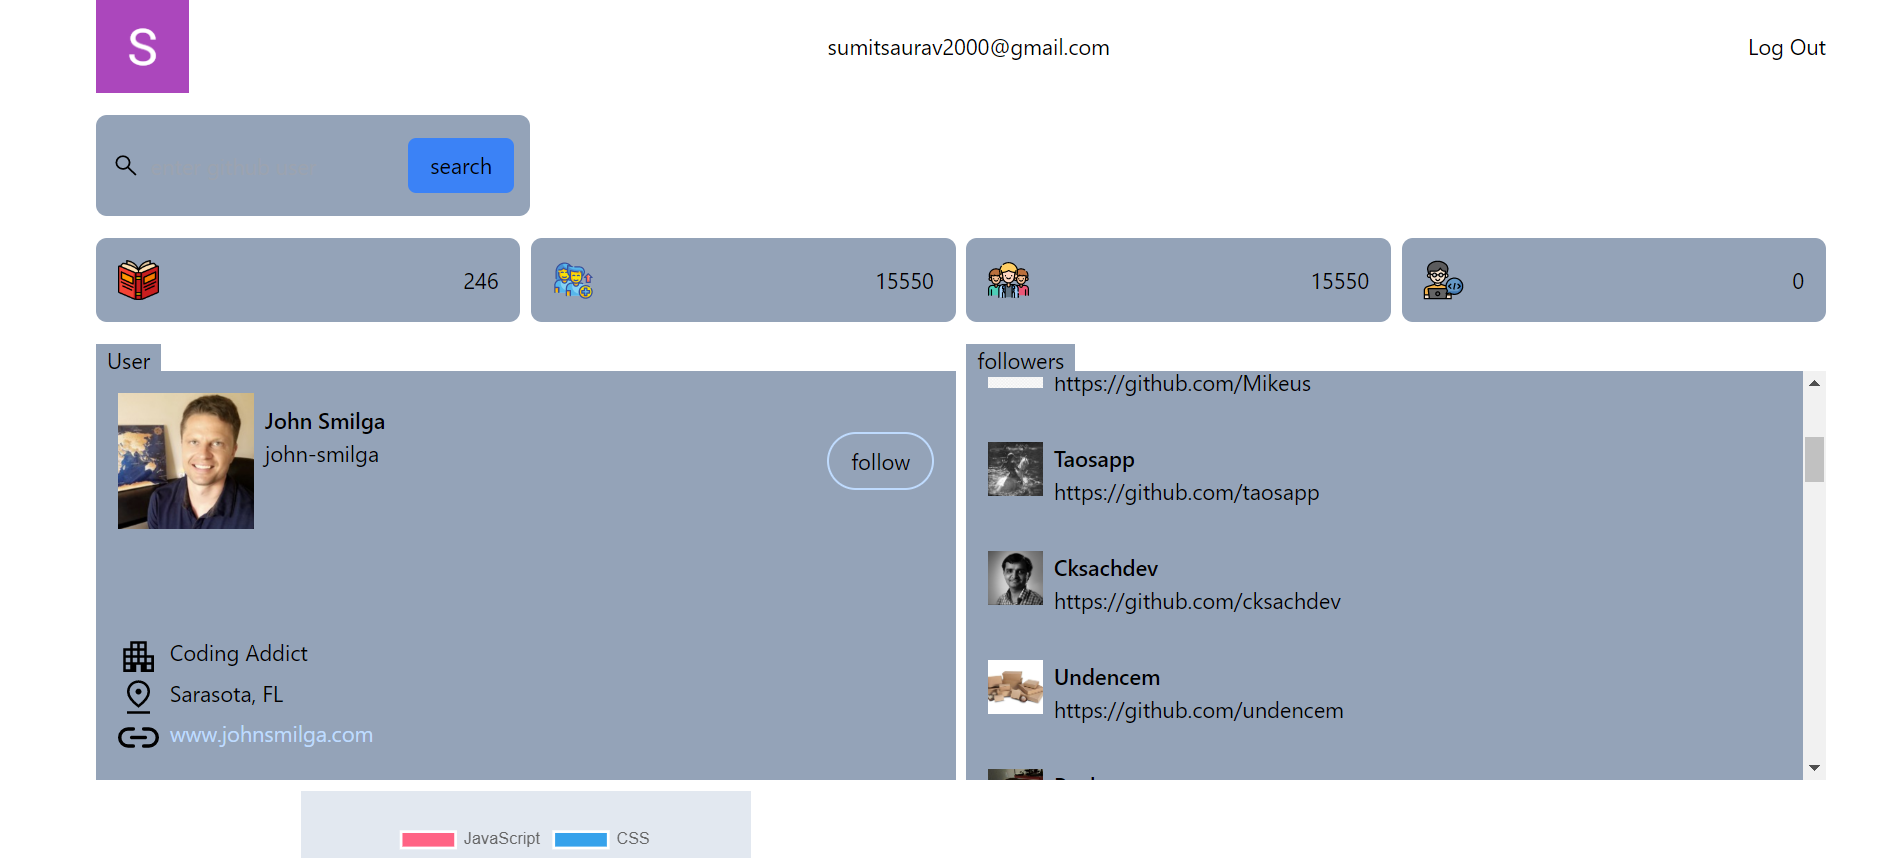 S
sumitsaurav2000@gmail.com
Log Out
search
246
15550
15550
0
User
John Smilga
john-smilga
follow
Coding Addict
Sarasota, FL
www.johnsmilga.com
followers
https://github.com/Mikeus
Taosapp
https://github.com/taosapp
Cksachdev
https://github.com/cksachdev
Undencem
https://github.com/undencem
JavaScript
CSS